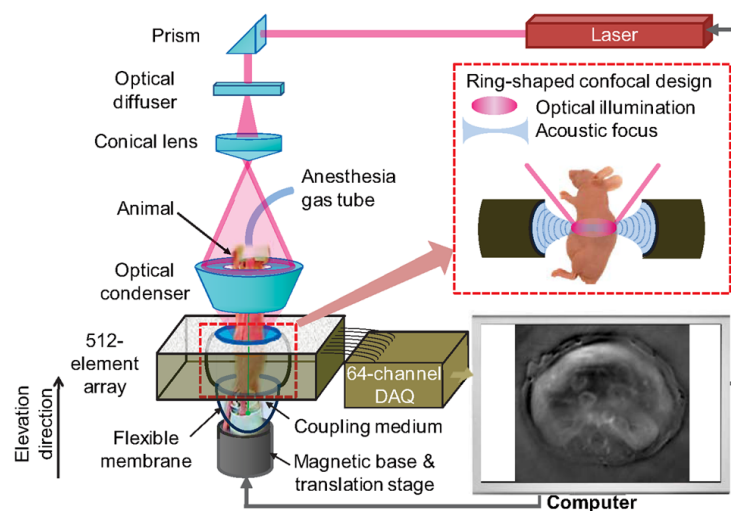 Prism
Laser
Optical
diffuser
Conical lens
Anesthesia
gas tube
Animal
Optical
condenser
512-
element
array
64-channel
DAQ
Elevation
direction
Flexible
membrane
Coupling medium
Magnetic base &
translation stage
Computer
Ring-shaped confocal design
Optical illumination
Acoustic focus